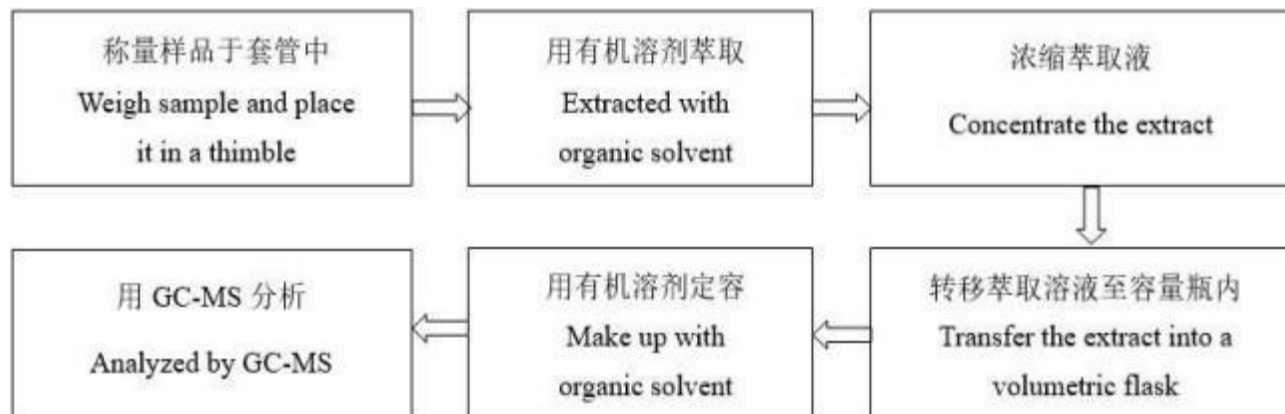 称量样品于套管中
Weigh sample and place
it in a thimble
用有机溶剂萃取
Extracted with
organic solvent
浓缩萃取液
Concentrate the extract
转移萃取溶液至容量瓶内
Transfer the extract into a
volumetric flask
用有机溶剂定容
Make up with
organic solvent
用 GC-MS 分析
Analyzed by GC-MS